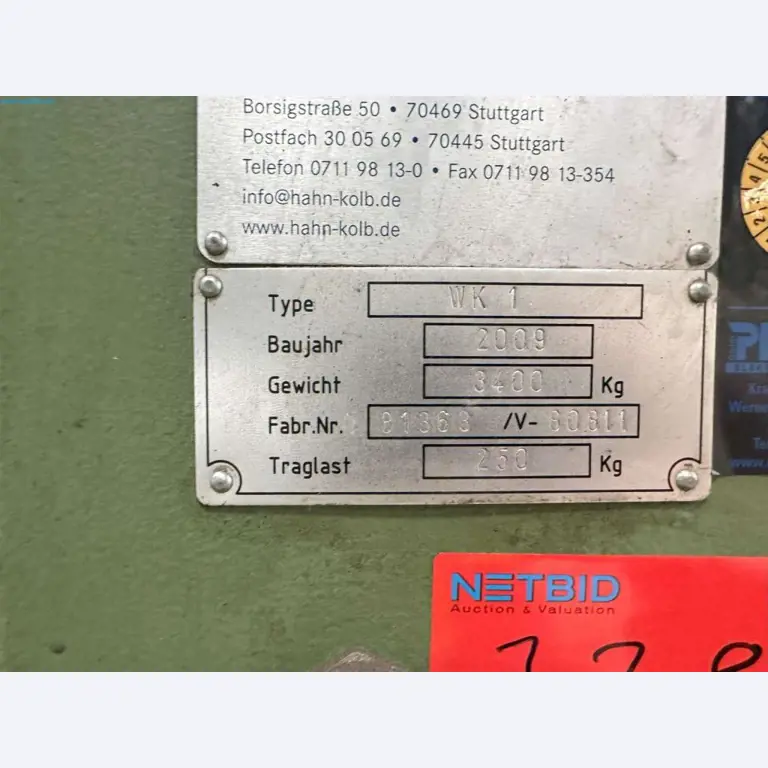 Borsigstraße 50 • 70469 Stuttgart
Postfach 30 05 69 • 70445 Stuttgart
Telefon 0711 98 13-0 • Fax 0711 98 13-354
info@hahn-kolb.de
www.hahn-kolb.de
Type WK 1
Baujahr 2009
Gewicht 3400 Kg
Fabr.Nr. 81368 /V- 80811
Traglast 250 Kg
NETBID
Auction & Valuation